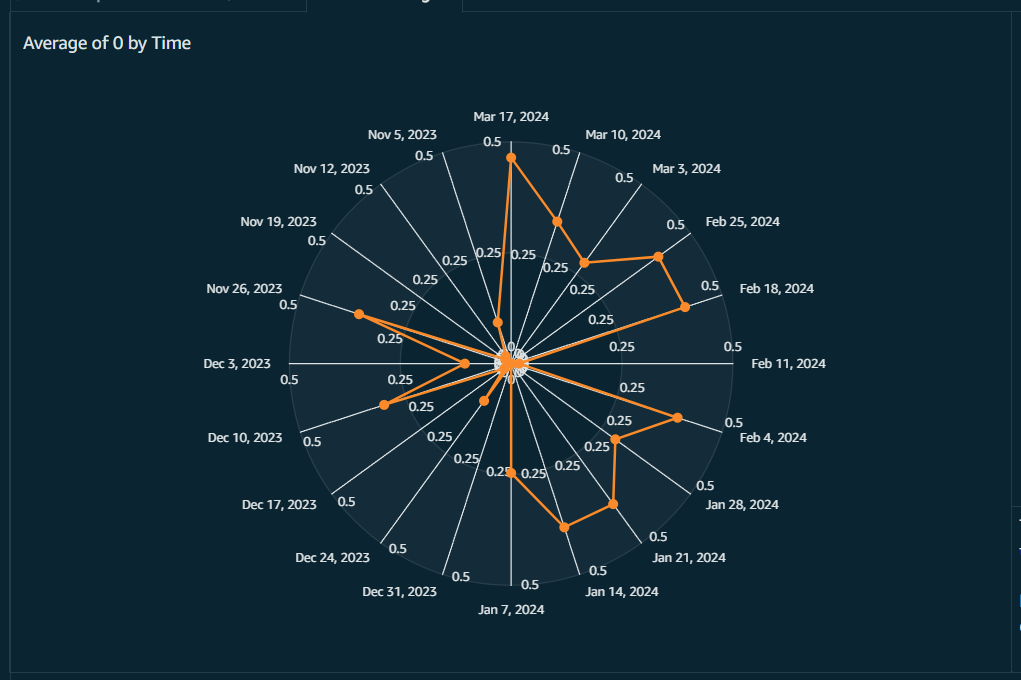 Average of 0 by Time
Mar 17, 2024
Nov 5, 2023
Mar 10, 2024
0.5
0.5
0.5
Nov 12, 2023
Mar 3, 2024
0.5
0.5
Nov 19, 2023
Feb 25, 2024
0.5
0.5
0.25
0.25
0.25
0.25
0.25
0.25
Nov 26, 2023
Feb 18, 2024
0.5
0.5
0.25
0.25
0.25
0.25
0
0.5
Dec 3, 2023
Feb 11, 2024
0.5
0.25
0
0.25
0.25
0.25
0.5
Dec 10, 2023
Feb 4, 2024
0.5
0.25
0.25
0.25
0.25
0.25
0.25
0.5
Dec 17, 2023
0.5
Jan 28, 2024
0.5
0.5
Dec 24, 2023
Jan 21, 2024
0.5
0.5
0.5
Dec 31, 2023
Jan 14, 2024
Jan 7, 2024